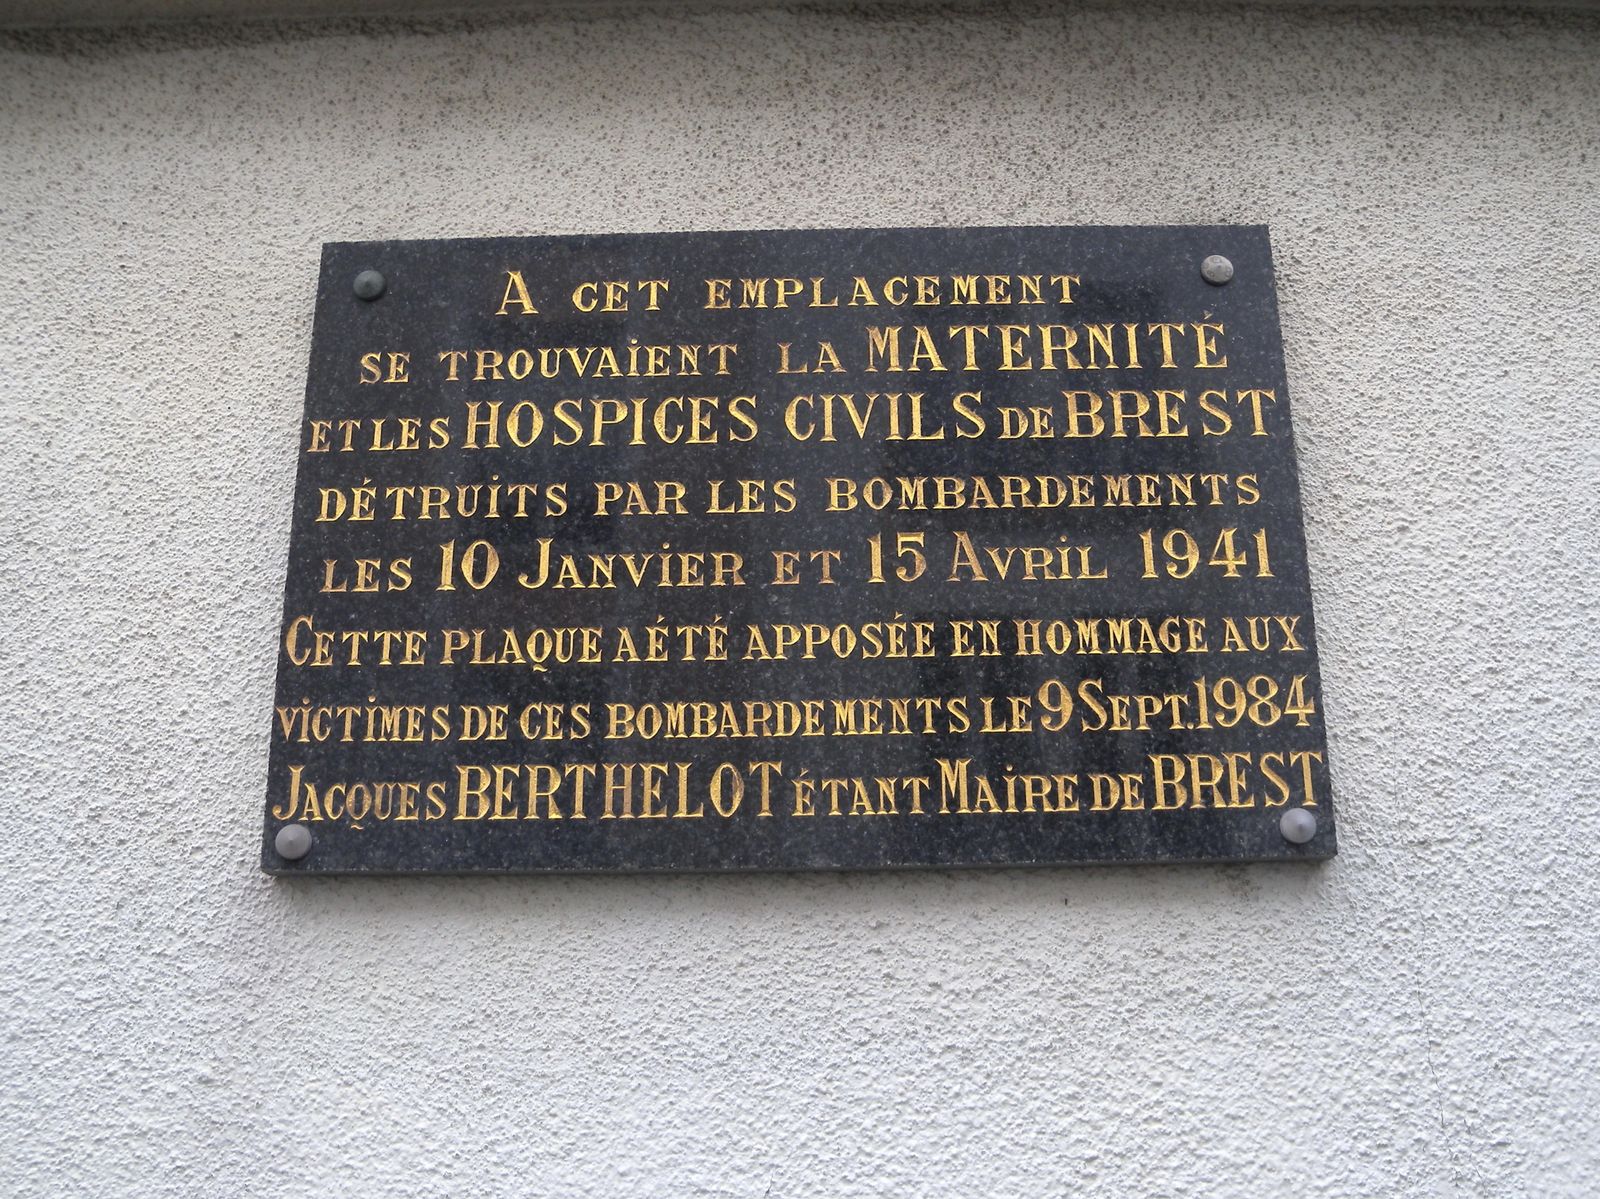 A CET EMPLACEMENT
SE TROUVAiENT LA MATERNITÉ
ET LES HOSPICES CIVILS DE BREST
DÉTRUiTS PAR LES BOMBARDEMENTS
LES 10 JANViER ET 15 AVRiL 1941
CETTE PLAQUE A ÉTÉ APPOSÉE EN HOMMAGE AUX
ViCTiMES DE CES BOMBARDEMENTS LE 9 SEPT. 1984
JACQUES BERTHELOT ÉTANT MAiRE DE BREST